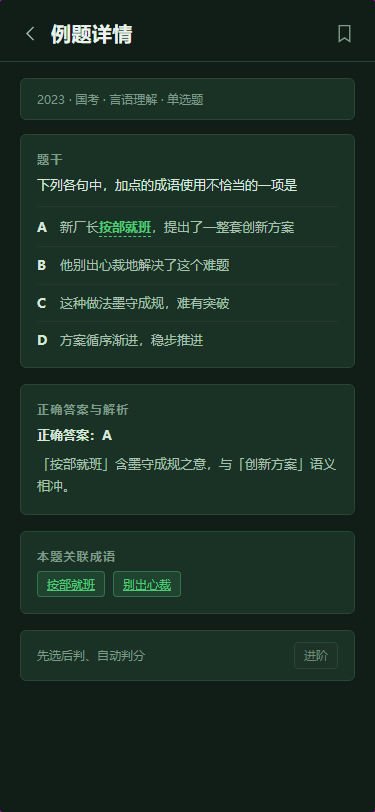 例题详情
2023 · 国考 · 言语理解 · 单选题
题干
下列各句中，加点的成语使用不恰当的一项是
A 新厂长按部就班，提出了一整套创新方案
B 他别出心裁地解决了这个难题
C 这种做法墨守成规，难有突破
D 方案循序渐进，稳步推进
正确答案与解析
正确答案：A
「按部就班」含墨守成规之意，与「创新方案」语义
相冲。
本题关联成语
按部就班 别出心裁
先选后判、自动判分 进阶